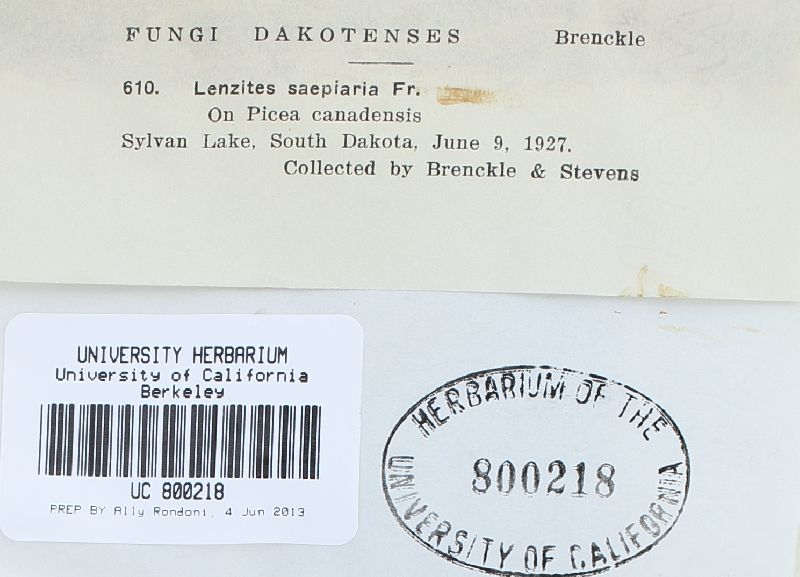 FUNGI DAKOTENSES Brenckle
610. Lenzites saepiaria Fr.
On Picea canadensis
Sylvan Lake, South Dakota, June 9, 1927.
Collected by Brenckle & Stevens
UNIVERSITY HERBARIUM
University of California
Berkeley
UC 800218
PREP BY Ally Rondoni, 4 Jun 2013
HERBARIUM OF THE
800218
UNIVERSITY OF CALIFORNIA